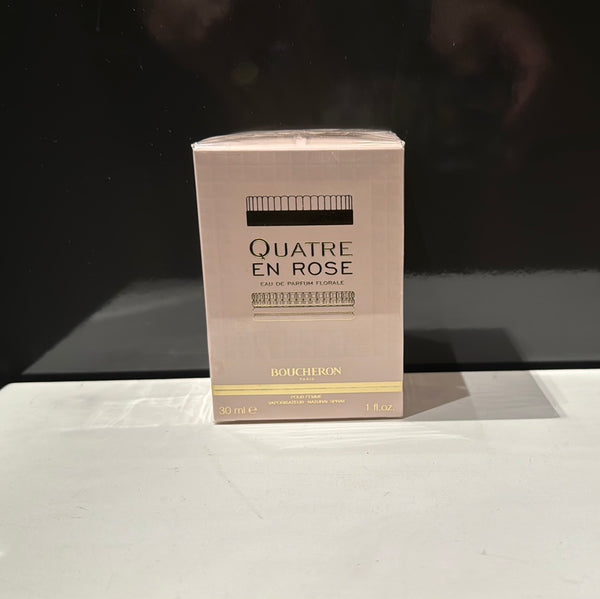 QUATRE
EN ROSE
EAU DE PARFUM FLORALE
BOUCHERON
PARIS
POUR FEMME
VAPORISATEUR · NATURAL SPRAY
30 ml ℮ 1 fl.oz.